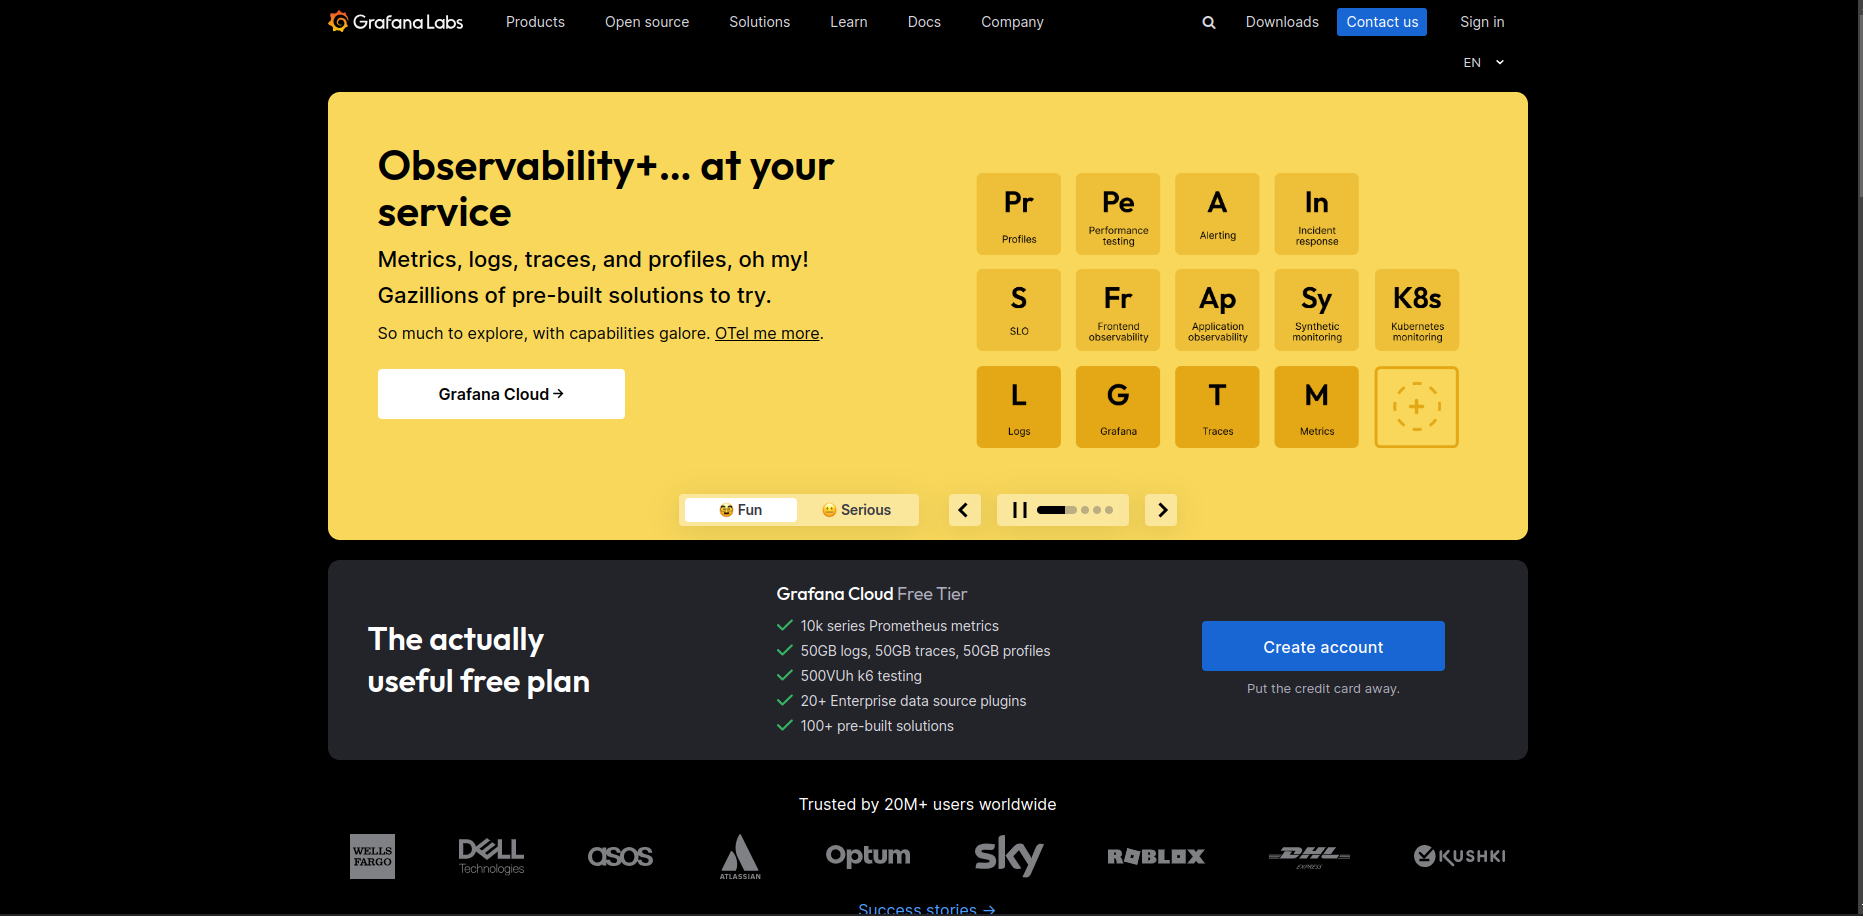 Grafana Labs
Products
Open source
Solutions
Learn
Docs
Company
Downloads
Contact us
Sign in
EN
Observability+... at your
service
Metrics, logs, traces, and profiles, oh my!
Gazillions of pre-built solutions to try.
So much to explore, with capabilities galore. OTel me more.
Grafana Cloud →
Pr
Profiles
Pe
Performance
testing
A
Alerting
In
Incident
response
S
SLO
Fr
Frontend
observability
Ap
Application
observability
Sy
Synthetic
monitoring
K8s
Kubernetes
monitoring
L
Logs
G
Grafana
T
Traces
M
Metrics
Fun
Serious
The actually
useful free plan
Grafana Cloud Free Tier
10k series Prometheus metrics
50GB logs, 50GB traces, 50GB profiles
500VUh k6 testing
20+ Enterprise data source plugins
100+ pre-built solutions
Create account
Put the credit card away.
Trusted by 20M+ users worldwide
WELLS
FARGO
DELL
Technologies
asos
ATLASSIAN
Optum
sky
ROBLOX
DHL
EXPRESS
KUSHKI
Success stories →